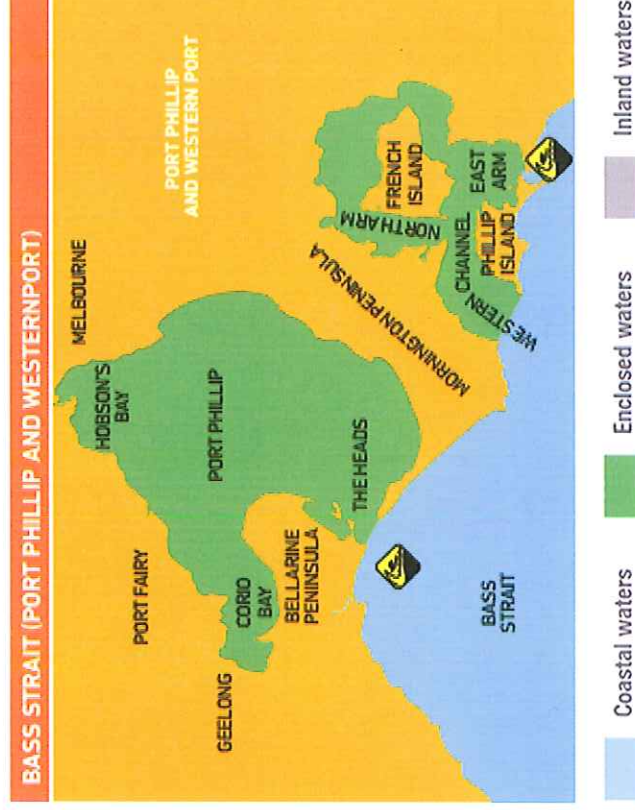 BASS STRAIT (PORT PHILLIP AND WESTERNPORT)
MELBOURNE
PORT PHILLIP
AND WESTERN PORT
HOBSON'S
BAY
PORT FAIRY
PORT PHILLIP
GEELONG
CORIO
BAY
BELLARINE
PENINSULA
THE HEADS
MORNINGTON PENINSULA
NORTH ARM
FRENCH
ISLAND
WESTERN
CHANNEL
EAST
ARM
PHILLIP
ISLAND
BASS
STRAIT
Coastal waters
Enclosed waters
Inland waters